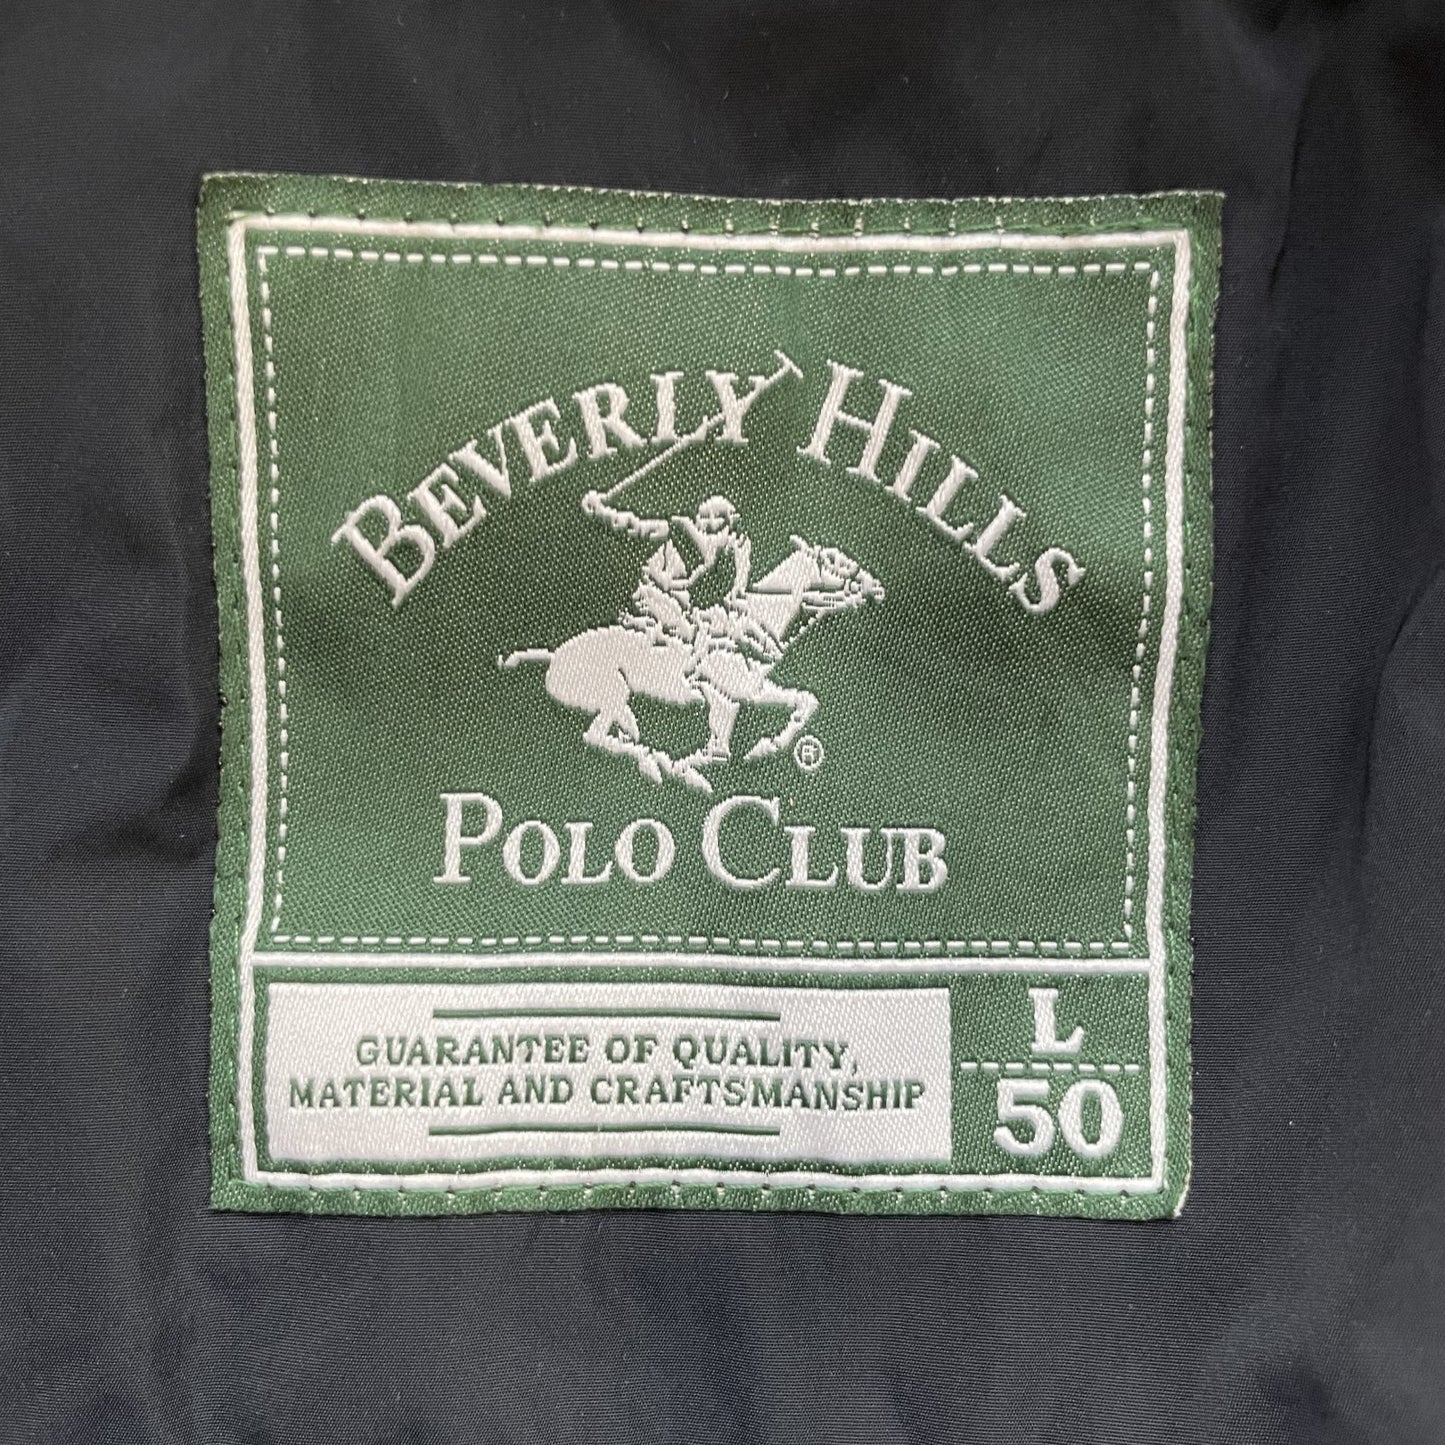 BEVERLY HILLS
®
POLO CLUB
GUARANTEE OF QUALITY,
MATERIAL AND CRAFTSMANSHIP
L
50